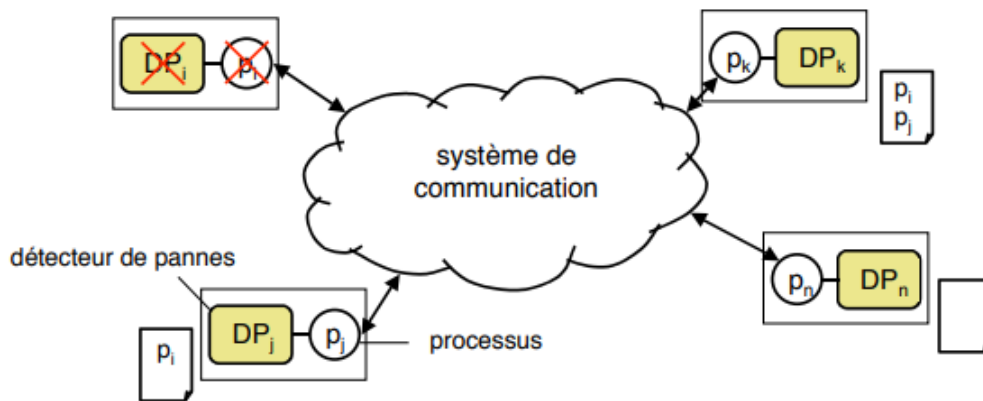 DPi
pi
pk
DPk
pi
pj
système de
communication
détecteur de pannes
pn
DPn
DPj
pj
processus
pi